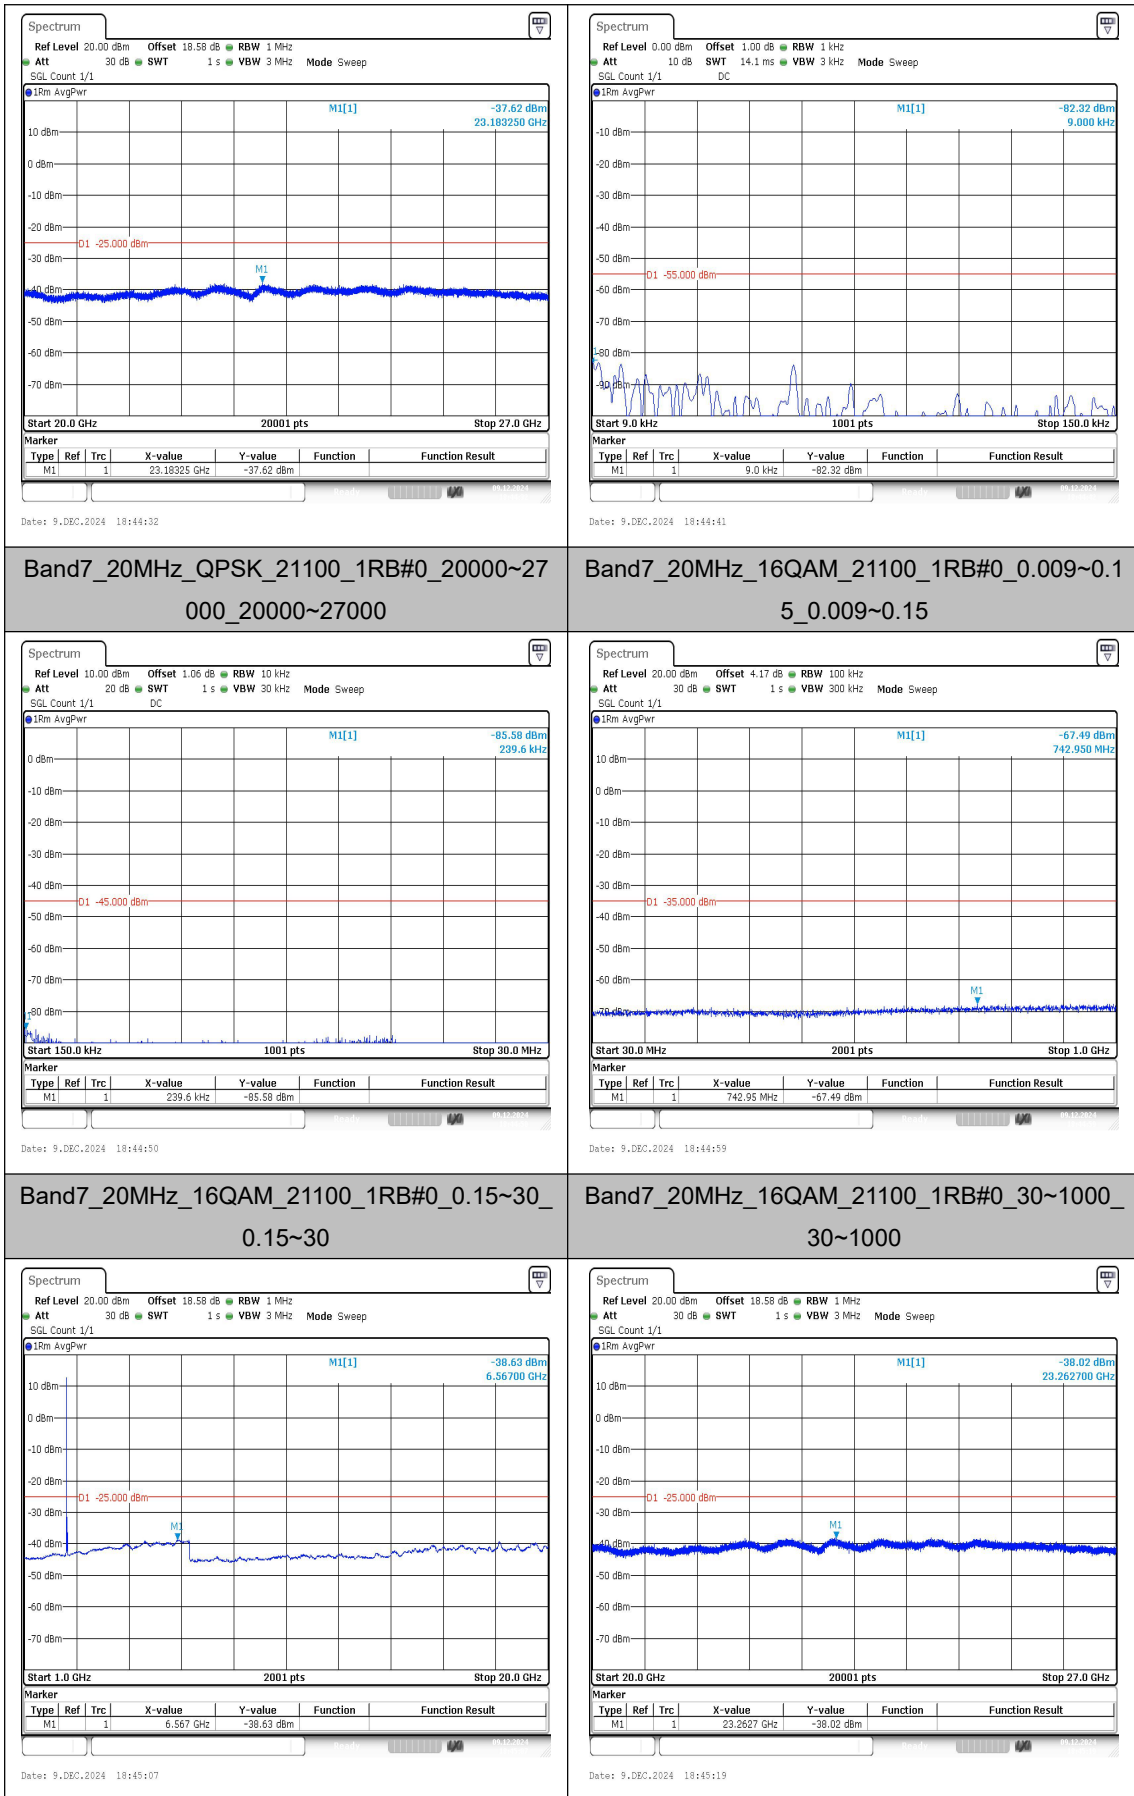 Spectrum
Ref Level 20.00 dBm Offset 18.58 dB RBW 1 MHz
Att 30 dB SWT 1 s VBW 3 MHz Mode Sweep
SGL Count 1/1
1Rm AvgPwr
M1[1] -37.62 dBm
23.183250 GHz
10 dBm
0 dBm
-10 dBm
-20 dBm
D1 -25.000 dBm
-30 dBm
M1
-40 dBm
-50 dBm
-60 dBm
-70 dBm
Start 20.0 GHz 20001 pts Stop 27.0 GHz
Marker
Type Ref Trc X-value Y-value Function Function Result
M1 1 23.18325 GHz -37.62 dBm
09.12.2024
Date: 9.DEC.2024 18:44:32
Spectrum
Ref Level 0.00 dBm Offset 1.00 dB RBW 1 kHz
Att 10 dB SWT 14.1 ms VBW 3 kHz Mode Sweep
SGL Count 1/1 DC
1Rm AvgPwr
M1[1] -82.32 dBm
9.000 kHz
-10 dBm
-20 dBm
-30 dBm
-40 dBm
-50 dBm
D1 -55.000 dBm
-60 dBm
-70 dBm
-80 dBm
-90 dBm
Start 9.0 kHz 1001 pts Stop 150.0 kHz
Marker
Type Ref Trc X-value Y-value Function Function Result
M1 1 9.0 kHz -82.32 dBm
09.12.2024
Date: 9.DEC.2024 18:44:41
Band7_20MHz_QPSK_21100_1RB#0_20000~27
000_20000~27000
Band7_20MHz_16QAM_21100_1RB#0_0.009~0.1
5_0.009~0.15
Spectrum
Ref Level 10.00 dBm Offset 1.06 dB RBW 10 kHz
Att 20 dB SWT 1 s VBW 30 kHz Mode Sweep
SGL Count 1/1 DC
1Rm AvgPwr
M1[1] -85.58 dBm
239.6 kHz
0 dBm
-10 dBm
-20 dBm
-30 dBm
-40 dBm
D1 -45.000 dBm
-50 dBm
-60 dBm
-70 dBm
-80 dBm
Start 150.0 kHz 1001 pts Stop 30.0 MHz
Marker
Type Ref Trc X-value Y-value Function Function Result
M1 1 239.6 kHz -85.58 dBm
09.12.2024
Date: 9.DEC.2024 18:44:50
Spectrum
Ref Level 20.00 dBm Offset 4.17 dB RBW 100 kHz
Att 30 dB SWT 1 s VBW 300 kHz Mode Sweep
SGL Count 1/1
1Rm AvgPwr
M1[1] -67.49 dBm
742.950 MHz
10 dBm
0 dBm
-10 dBm
-20 dBm
-30 dBm
D1 -35.000 dBm
-40 dBm
-50 dBm
-60 dBm
M1
-70 dBm
Start 30.0 MHz 2001 pts Stop 1.0 GHz
Marker
Type Ref Trc X-value Y-value Function Function Result
M1 1 742.95 MHz -67.49 dBm
09.12.2024
Date: 9.DEC.2024 18:44:59
Band7_20MHz_16QAM_21100_1RB#0_0.15~30_
0.15~30
Band7_20MHz_16QAM_21100_1RB#0_30~1000_
30~1000
Spectrum
Ref Level 20.00 dBm Offset 18.58 dB RBW 1 MHz
Att 30 dB SWT 1 s VBW 3 MHz Mode Sweep
SGL Count 1/1
1Rm AvgPwr
M1[1] -38.63 dBm
6.56700 GHz
10 dBm
0 dBm
-10 dBm
-20 dBm
D1 -25.000 dBm
-30 dBm
M1
-40 dBm
-50 dBm
-60 dBm
-70 dBm
Start 1.0 GHz 2001 pts Stop 20.0 GHz
Marker
Type Ref Trc X-value Y-value Function Function Result
M1 1 6.567 GHz -38.63 dBm
09.12.2024
Date: 9.DEC.2024 18:45:07
Spectrum
Ref Level 20.00 dBm Offset 18.58 dB RBW 1 MHz
Att 30 dB SWT 1 s VBW 3 MHz Mode Sweep
SGL Count 1/1
1Rm AvgPwr
M1[1] -38.02 dBm
23.262700 GHz
10 dBm
0 dBm
-10 dBm
-20 dBm
D1 -25.000 dBm
-30 dBm
M1
-40 dBm
-50 dBm
-60 dBm
-70 dBm
Start 20.0 GHz 20001 pts Stop 27.0 GHz
Marker
Type Ref Trc X-value Y-value Function Function Result
M1 1 23.2627 GHz -38.02 dBm
09.12.2024
Date: 9.DEC.2024 18:45:19